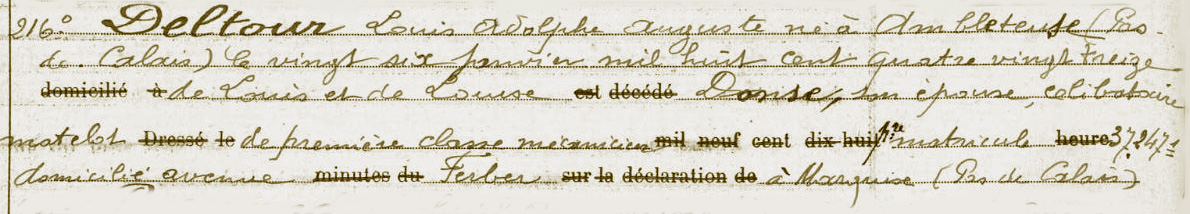 216° Deltour Louis Adolphe Auguste né à Ambleteuse (Pas-
de-Calais) le vingt six janvier mil huit cent quatre vingt treize
domicilié à de Louis et de Louise est décédé Danse, son épouse, célibataire
matelot Dressé le de première classe mécanicien mil neuf cent dix-huit matricule heure 37247
domicilié avenue minutes du Ferber sur la déclaration de à Marquise (Pas de Calais)